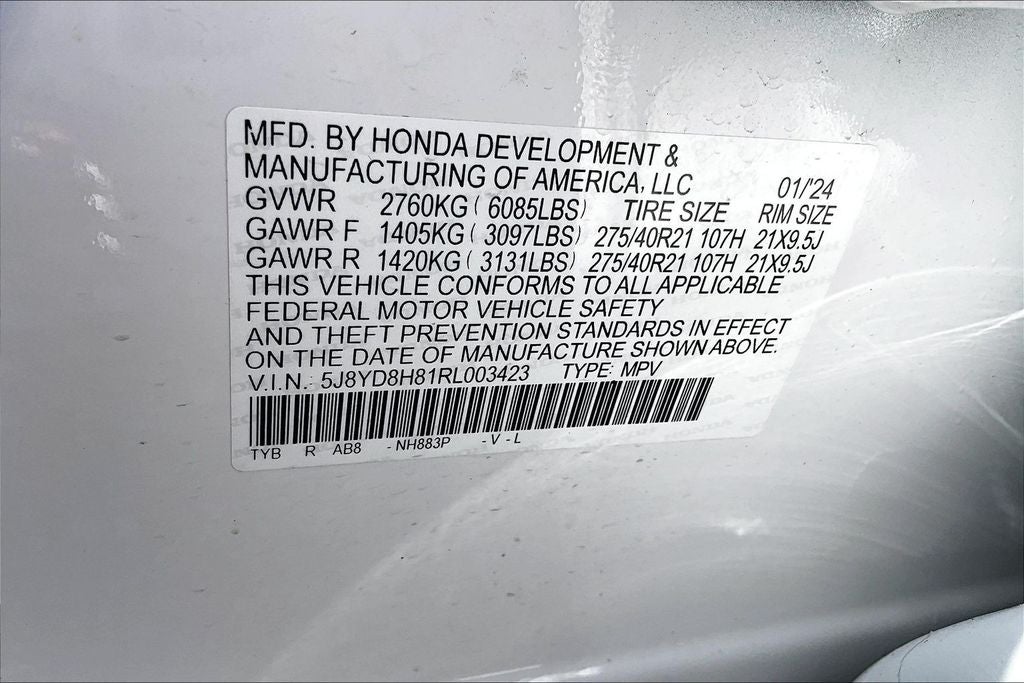 MFD. BY HONDA DEVELOPMENT &
MANUFACTURING OF AMERICA, LLC 01/'24
GVWR 2760KG ( 6085LBS) TIRE SIZE RIM SIZE
GAWR F 1405KG ( 3097LBS) 275/40R21 107H 21X9.5J
GAWR R 1420KG ( 3131LBS) 275/40R21 107H 21X9.5J
THIS VEHICLE CONFORMS TO ALL APPLICABLE
FEDERAL MOTOR VEHICLE SAFETY
AND THEFT PREVENTION STANDARDS IN EFFECT
ON THE DATE OF MANUFACTURE SHOWN ABOVE.
V.I.N.: 5J8YD8H81RL003423 TYPE: MPV
TYB R AB8 - NH883P - V - L